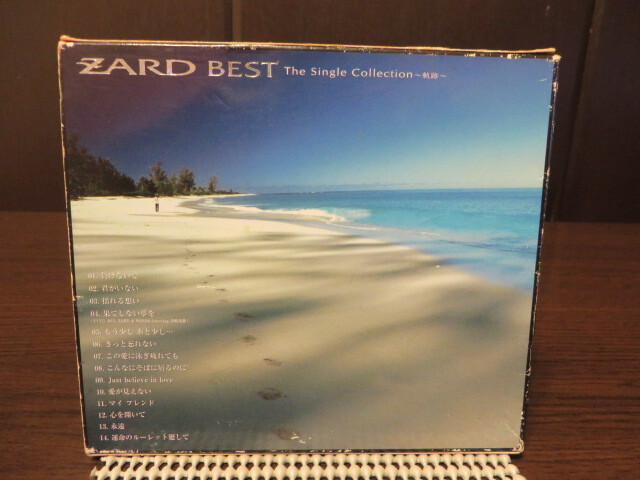 ZARD BEST The Single Collection～軌跡～
01. 負けないで
02. 君がいない
03. 揺れる想い
04. 果てしない夢を
05. もう少し あと少し…
06. きっと忘れない
07. この愛に泳ぎ疲れても
08. こんなにそばに居るのに
09. Just believe in love
10. 愛が見えない
11. マイ フレンド
12. 心を開いて
13. 永遠
14. 運命のルーレット廻して